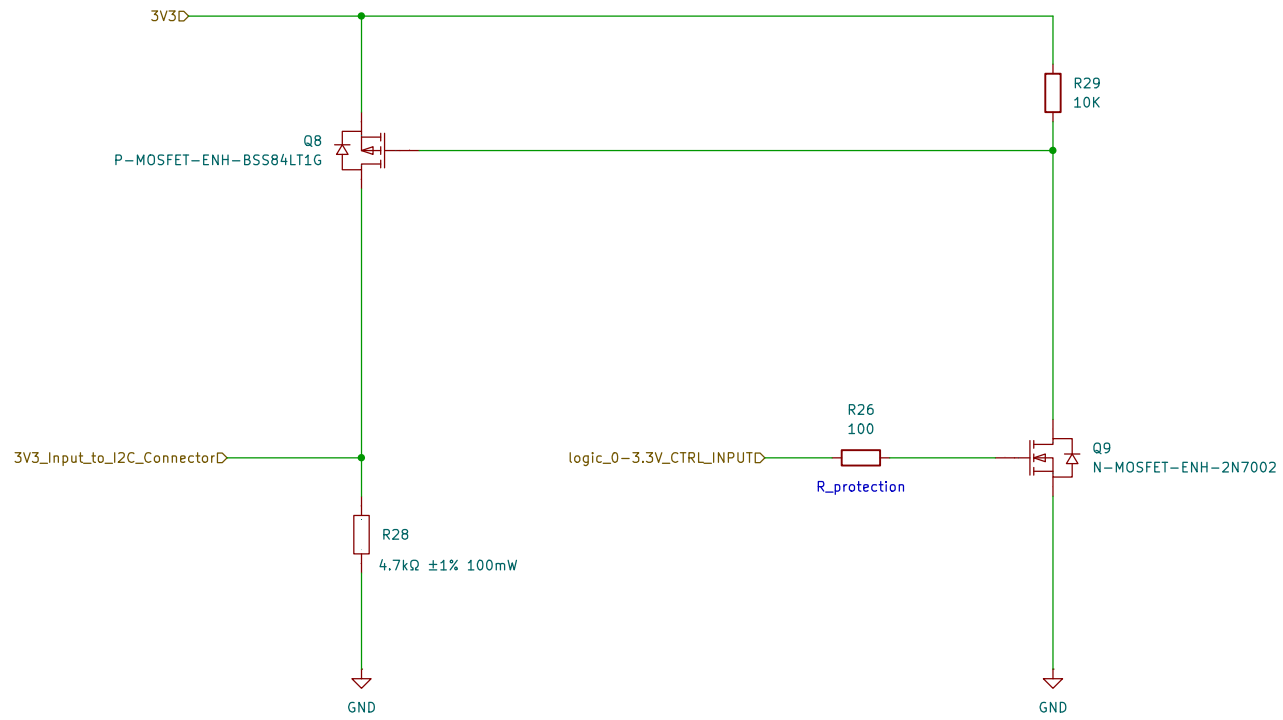 3V3
R29
10K
Q8
P-MOSFET-ENH-BSS84LT1G
R26
100
Q9
3V3_Input_to_I2C_Connector
logic_0-3.3V_CTRL_INPUT
N-MOSFET-ENH-2N7002
R_protection
R28
4.7kΩ ±1% 100mW
GND
GND